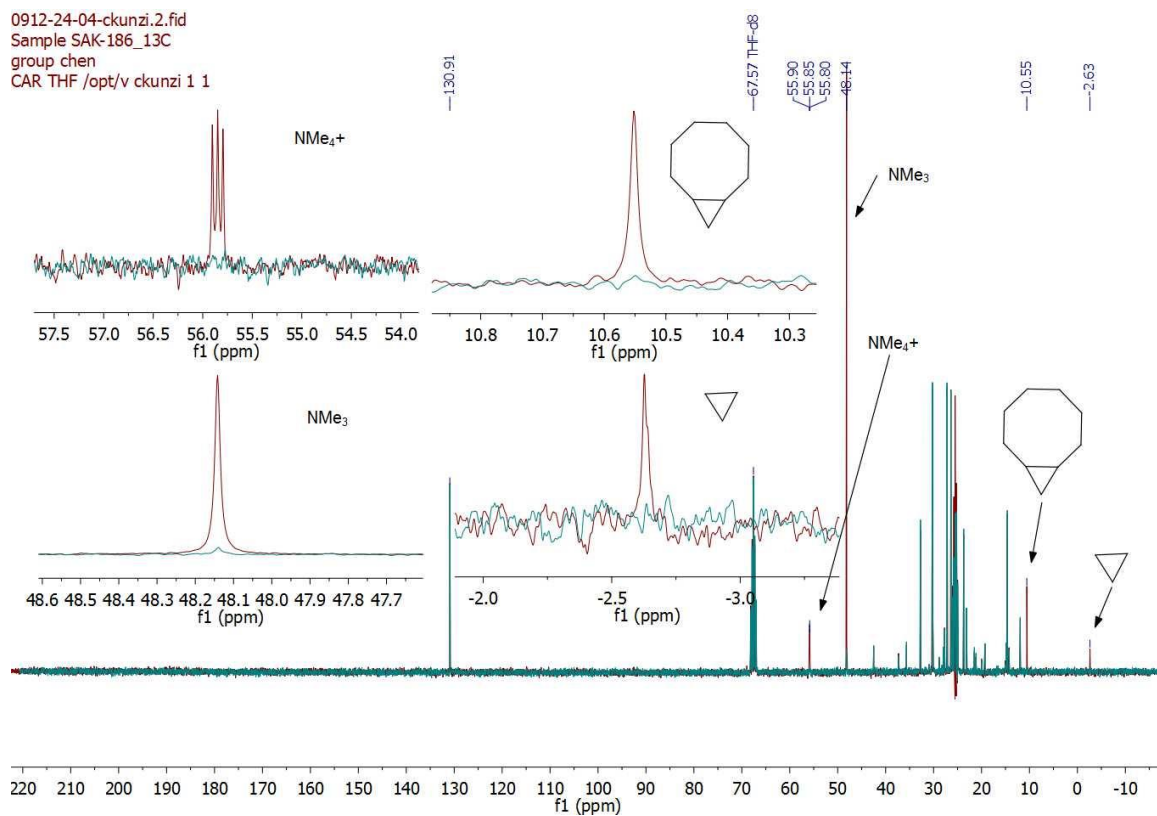 0912-24-04-ckunzi.2.fid
Sample SAK-186_13C
group chen
CAR THF /opt/v ckunzi 1 1
130.91
67.57 THF-d8
55.90
55.85
55.80
48.14
10.55
-2.63
NMe4+
57.5 57.0 56.5 56.0 55.5 55.0 54.5 54.0
f1 (ppm)
10.8 10.7 10.6 10.5 10.4 10.3
f1 (ppm)
NMe3
NMe4+
NMe3
48.6 48.5 48.4 48.3 48.2 48.1 48.0 47.9 47.8 47.7
f1 (ppm)
-2.0 -2.5 -3.0
f1 (ppm)
220 210 200 190 180 170 160 150 140 130 120 110 100 90 80 70 60 50 40 30 20 10 0 -10
f1 (ppm)